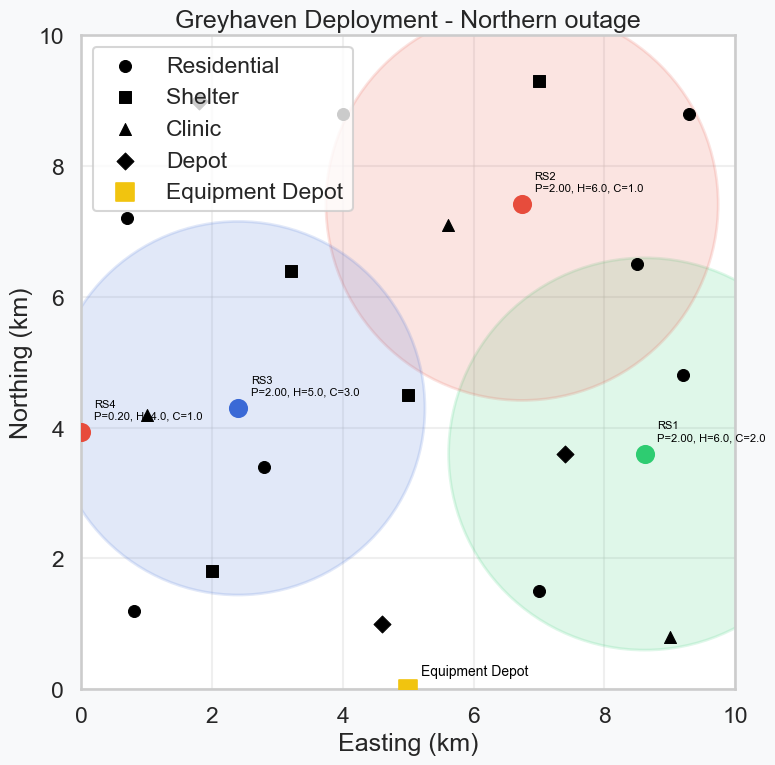 Greyhaven Deployment - Northern outage
10
8
6
4
2
0
Northing (km)
Residential
Shelter
Clinic
Depot
Equipment Depot
RS2
P=2.00, H=6.0, C=1.0
RS3
P=2.00, H=5.0, C=3.0
RS4
P=0.20, H=4.0, C=1.0
RS1
P=2.00, H=6.0, C=2.0
Equipment Depot
0
2
4
6
8
10
Easting (km)